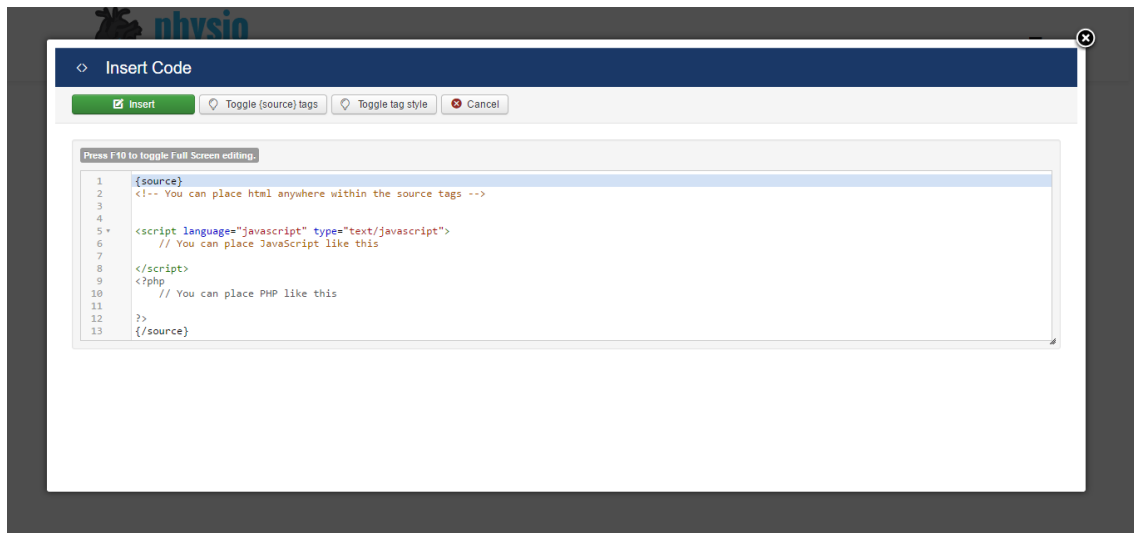 physio
Insert Code
Insert Toggle {source} tags Toggle tag style Cancel
Press F10 to toggle Full Screen editing.
1 {source}
2 <!-- You can place html anywhere within the source tags -->
3
4
5 <script language="javascript" type="text/javascript">
6 // You can place JavaScript like this
7
8 </script>
9 <?php
10 // You can place PHP like this
11
12 ?>
13 {/source}